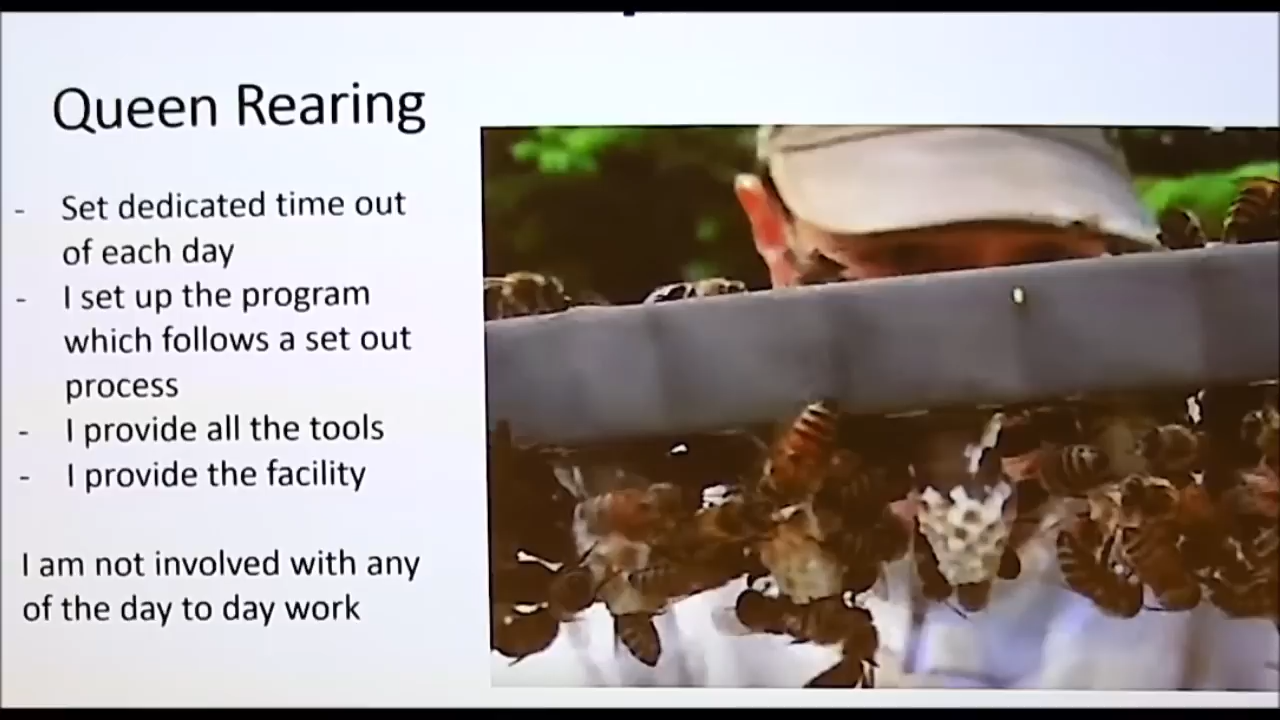 Queen Rearing
- Set dedicated time out
of each day
- I set up the program
which follows a set out
process
- I provide all the tools
- I provide the facility
I am not involved with any
of the day to day work